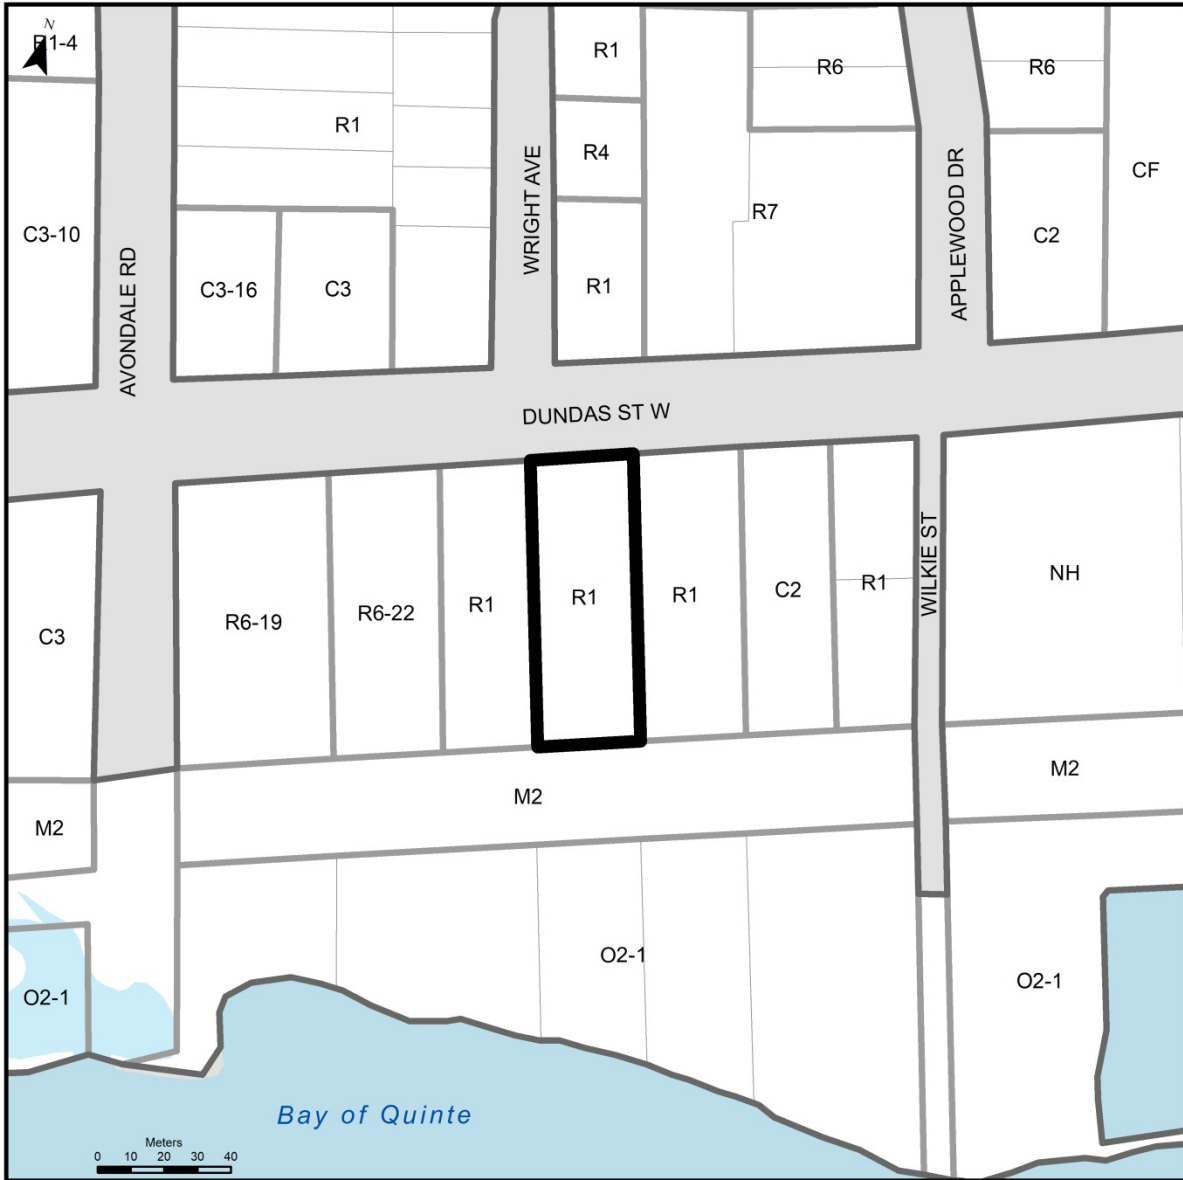 N
R1-4
R1
R6
R6
R1
R4
CF
WRIGHT AVE
APPLEWOOD DR
R7
C3-10
C2
AVONDALE RD
C3-16
C3
R1
DUNDAS ST W
WILKIE ST
NH
C2
R1
R1
R1
R1
R6-22
R6-19
C3
M2
M2
M2
O2-1
O2-1
O2-1
Bay of Quinte
Meters
0 10 20 30 40